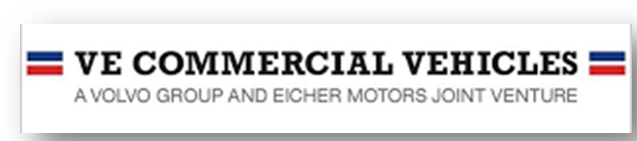 VE COMMERCIAL VEHICLES
A VOLVO GROUP AND EICHER MOTORS JOINT VENTURE